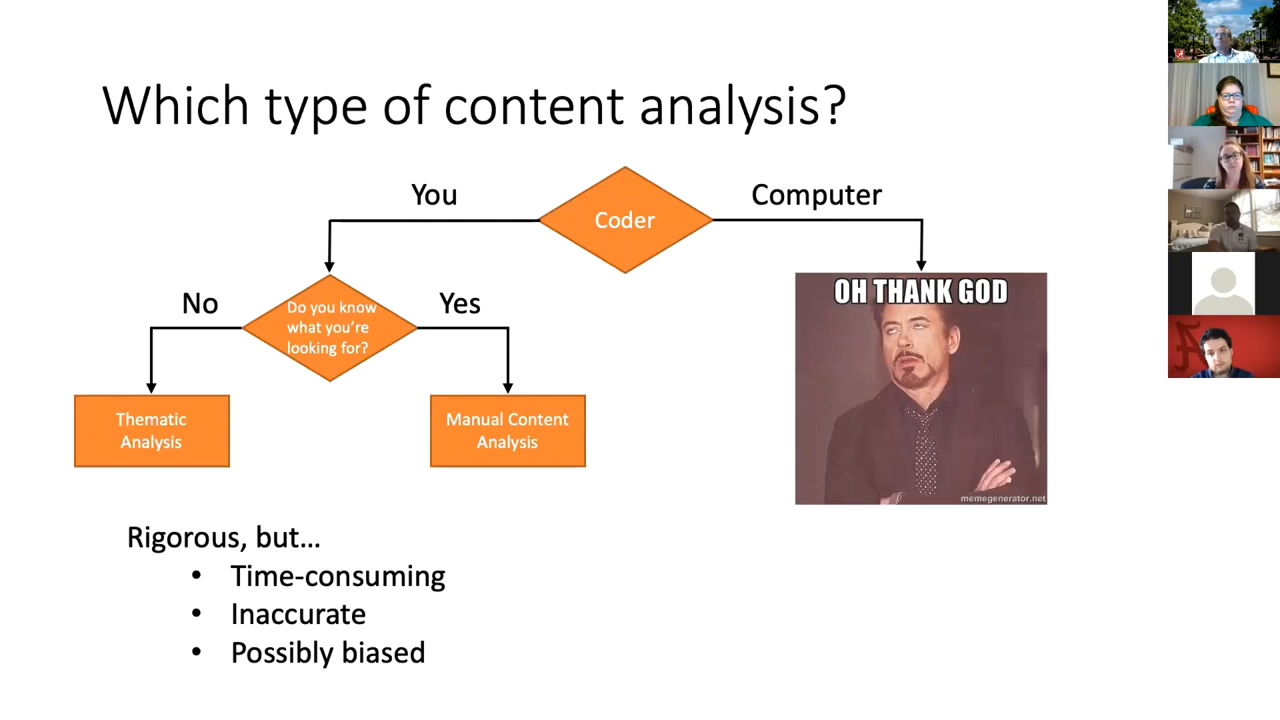 Which type of content analysis?
You
Coder
Computer
OH THANK GOD
No
Do you know
what you're
looking for?
Yes
Thematic
Analysis
Manual Content
Analysis
memegenerator.net
Rigorous, but...
• Time-consuming
• Inaccurate
• Possibly biased